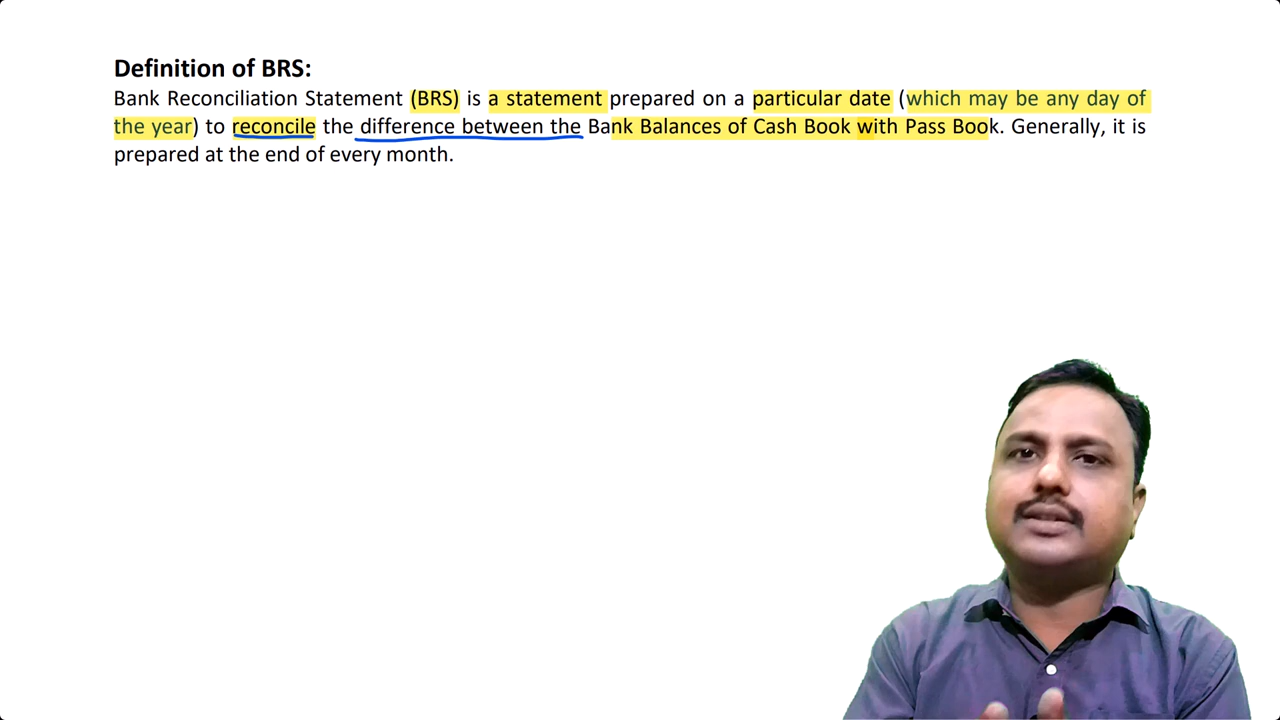 Definition of BRS:
Bank Reconciliation Statement (BRS) is a statement prepared on a particular date (which may be any day of
the year) to reconcile the difference between the Bank Balances of Cash Book with Pass Book. Generally, it is
prepared at the end of every month.